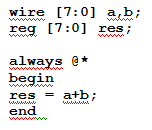 wire [7:0] a,b;
reg [7:0] res;
always @*
begin
res = a+b;
end